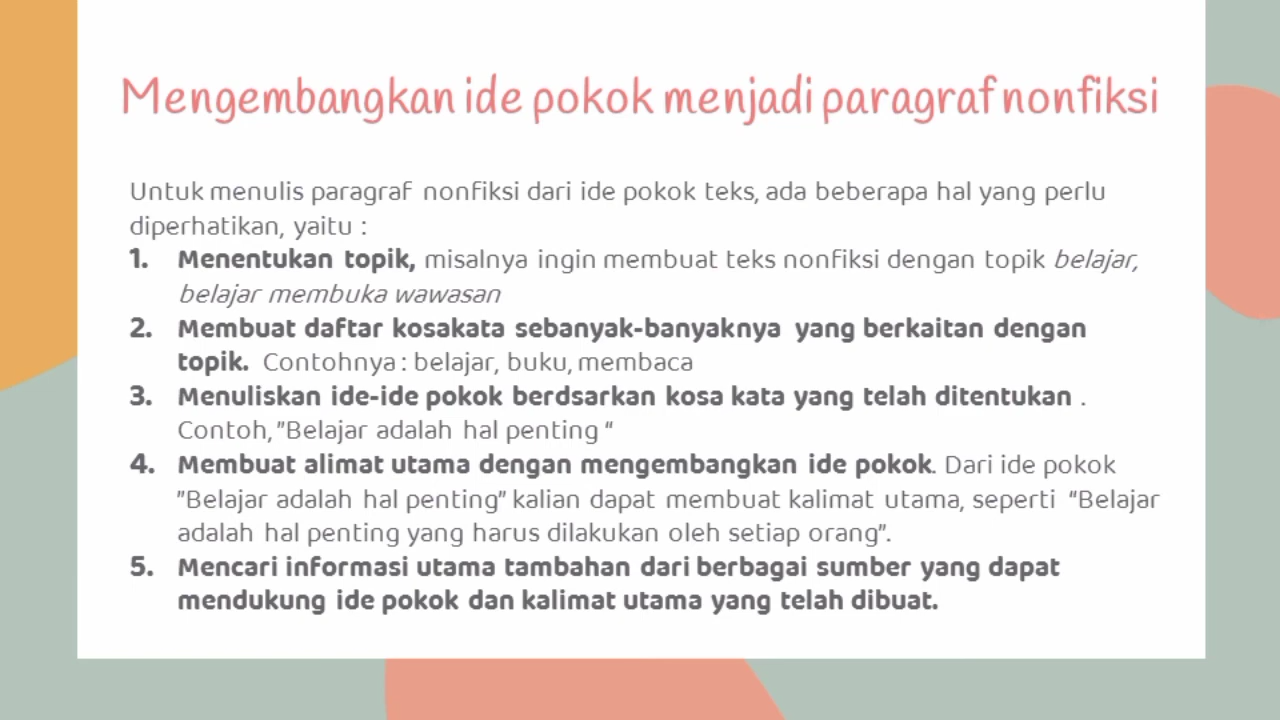 Mengembangkan ide pokok menjadi paragraf nonfiksi
Untuk menulis paragraf nonfiksi dari ide pokok teks, ada beberapa hal yang perlu
diperhatikan, yaitu :
1. Menentukan topik, misalnya ingin membuat teks nonfiksi dengan topik belajar,
belajar membuka wawasan
2. Membuat daftar kosakata sebanyak-banyaknya yang berkaitan dengan
topik. Contohnya : belajar, buku, membaca
3. Menuliskan ide-ide pokok berdsarkan kosa kata yang telah ditentukan .
Contoh, "Belajar adalah hal penting “
4. Membuat alimat utama dengan mengembangkan ide pokok. Dari ide pokok
"Belajar adalah hal penting" kalian dapat membuat kalimat utama, seperti “Belajar
adalah hal penting yang harus dilakukan oleh setiap orang”.
5. Mencari informasi utama tambahan dari berbagai sumber yang dapat
mendukung ide pokok dan kalimat utama yang telah dibuat.